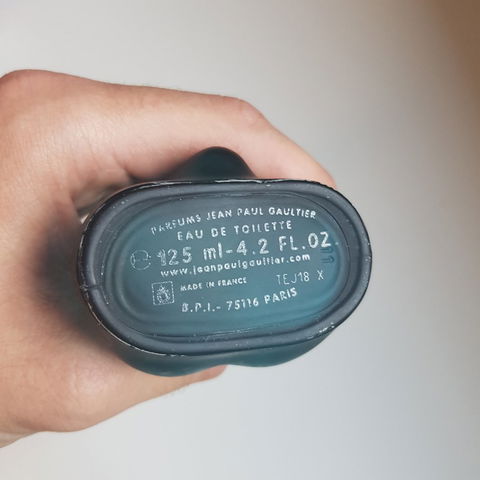 PARFUMS JEAN PAUL GAULTIER
EAU DE TOILETTE
125 ml-4.2 FL.OZ
www.jeanpaulgaultier.com
MADE IN FRANCE
TEJ18 X
B.P.I.- 75116 PARIS